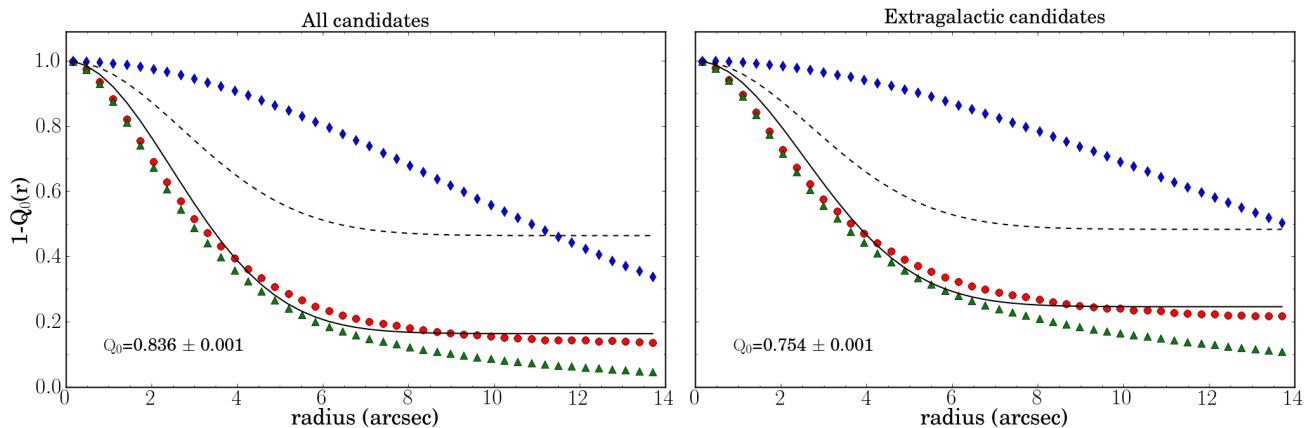 All candidates
Extragalactic candidates
1-Q₀(r)
1.0
0.8
0.6
0.4
0.2
0.0
Q₀=0.836 ± 0.001
Q₀=0.754 ± 0.001
0 2 4 6 8 10 12 14
0 2 4 6 8 10 12 14
radius (arcsec)
radius (arcsec)